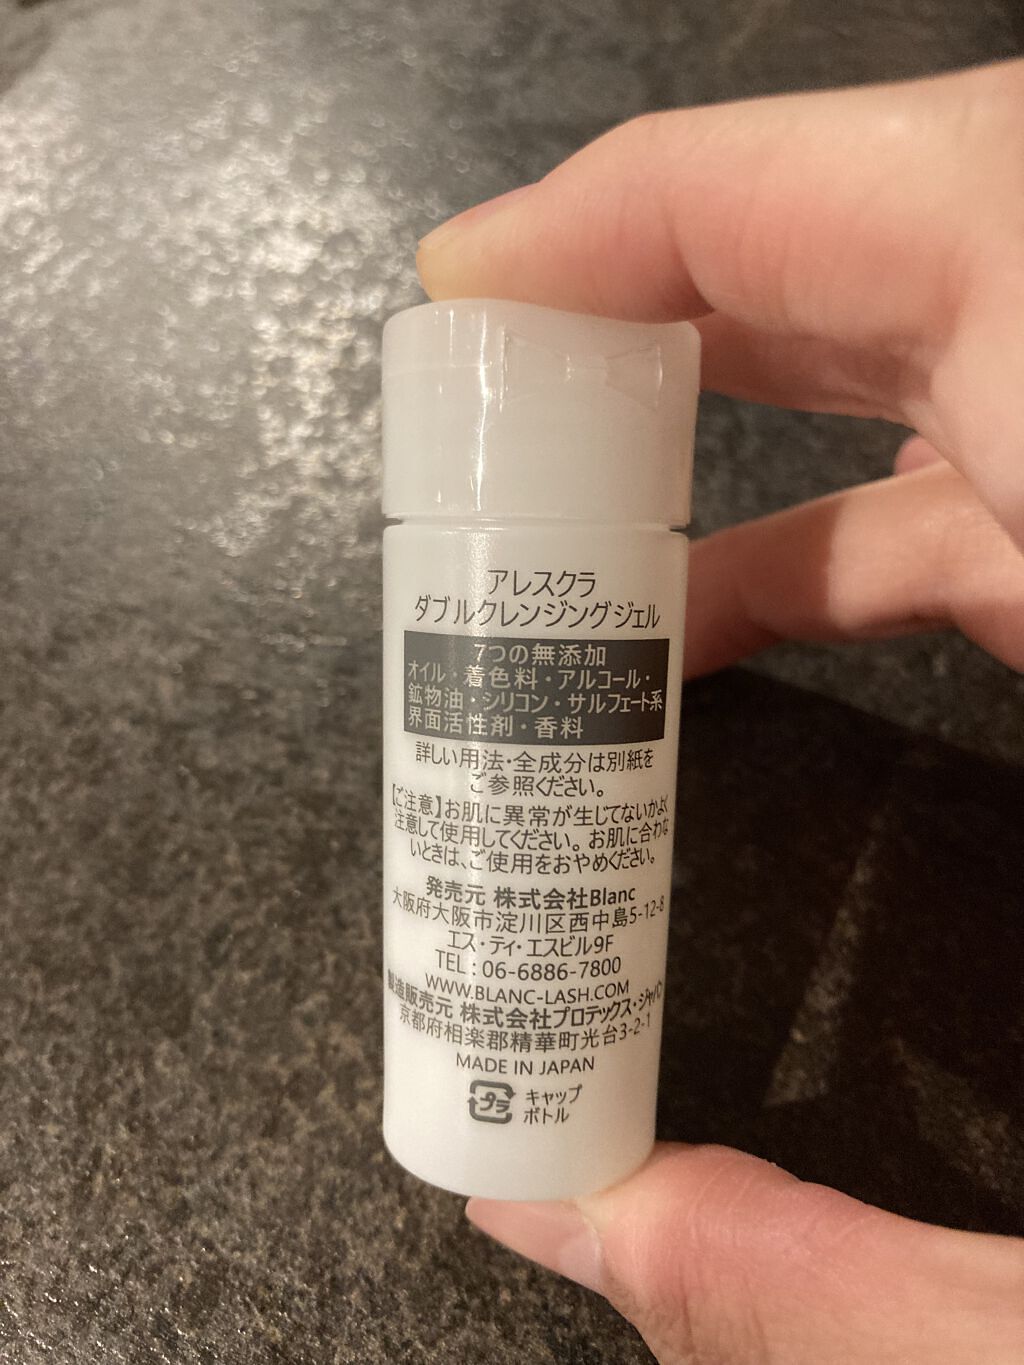 アレスクラ
ダブルクレンジングジェル
7つの無添加
オイル・着色料・アルコール・
鉱物油・シリコン・サルフェート系
界面活性剤・香料
詳しい用法・全成分は別紙を
ご参照ください。
【ご注意】お肌に異常が生じてないかよく
注意して使用してください。お肌に合わな
いときは、ご使用をおやめください。
発売元 株式会社Blanc
大阪府大阪市淀川区西中島5-12-8
エス・ティ・エスビル9F
TEL : 06-6886-7800
WWW.BLANC-LASH.COM
製造販売元 株式会社プロテックス・ジャパン
京都府相楽郡精華町光台3-2-1
MADE IN JAPAN
プラ キャップ
ボトル